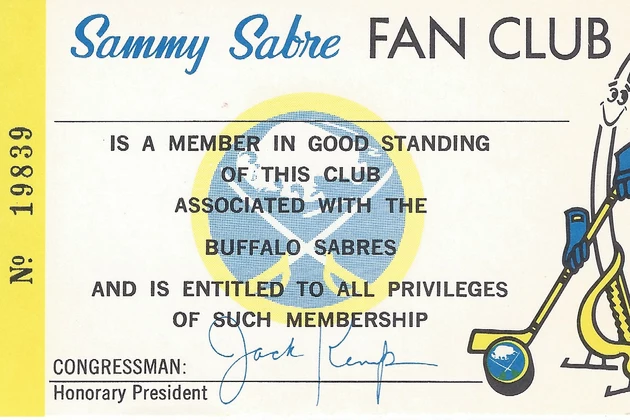 Sammy Sabre FAN CLUB
IS A MEMBER IN GOOD STANDING
OF THIS CLUB
ASSOCIATED WITH THE
BUFFALO SABRES
AND IS ENTITLED TO ALL PRIVILEGES
OF SUCH MEMBERSHIP
Jack Kemp
CONGRESSMAN:
Honorary President
Nº 19839